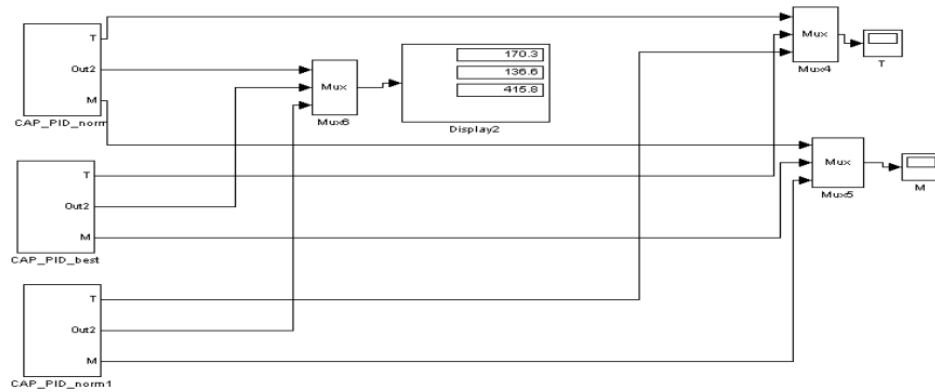 T
Out2
M
CAP_PID_norm
Mux
Mux6
170.3
136.6
415.8
Display2
Mux
Mux4
T
Mux
Mux5
M
T
Out2
M
CAP_PID_best
T
Out2
M
CAP_PID_norm1